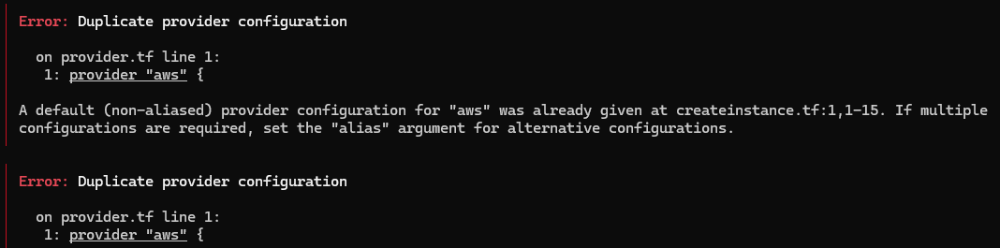 Error: Duplicate provider configuration
on provider.tf line 1:
1: provider "aws" {
A default (non-aliased) provider configuration for "aws" was already given at createinstance.tf:1,1-15. If multiple
configurations are required, set the "alias" argument for alternative configurations.
Error: Duplicate provider configuration
on provider.tf line 1:
1: provider "aws" {